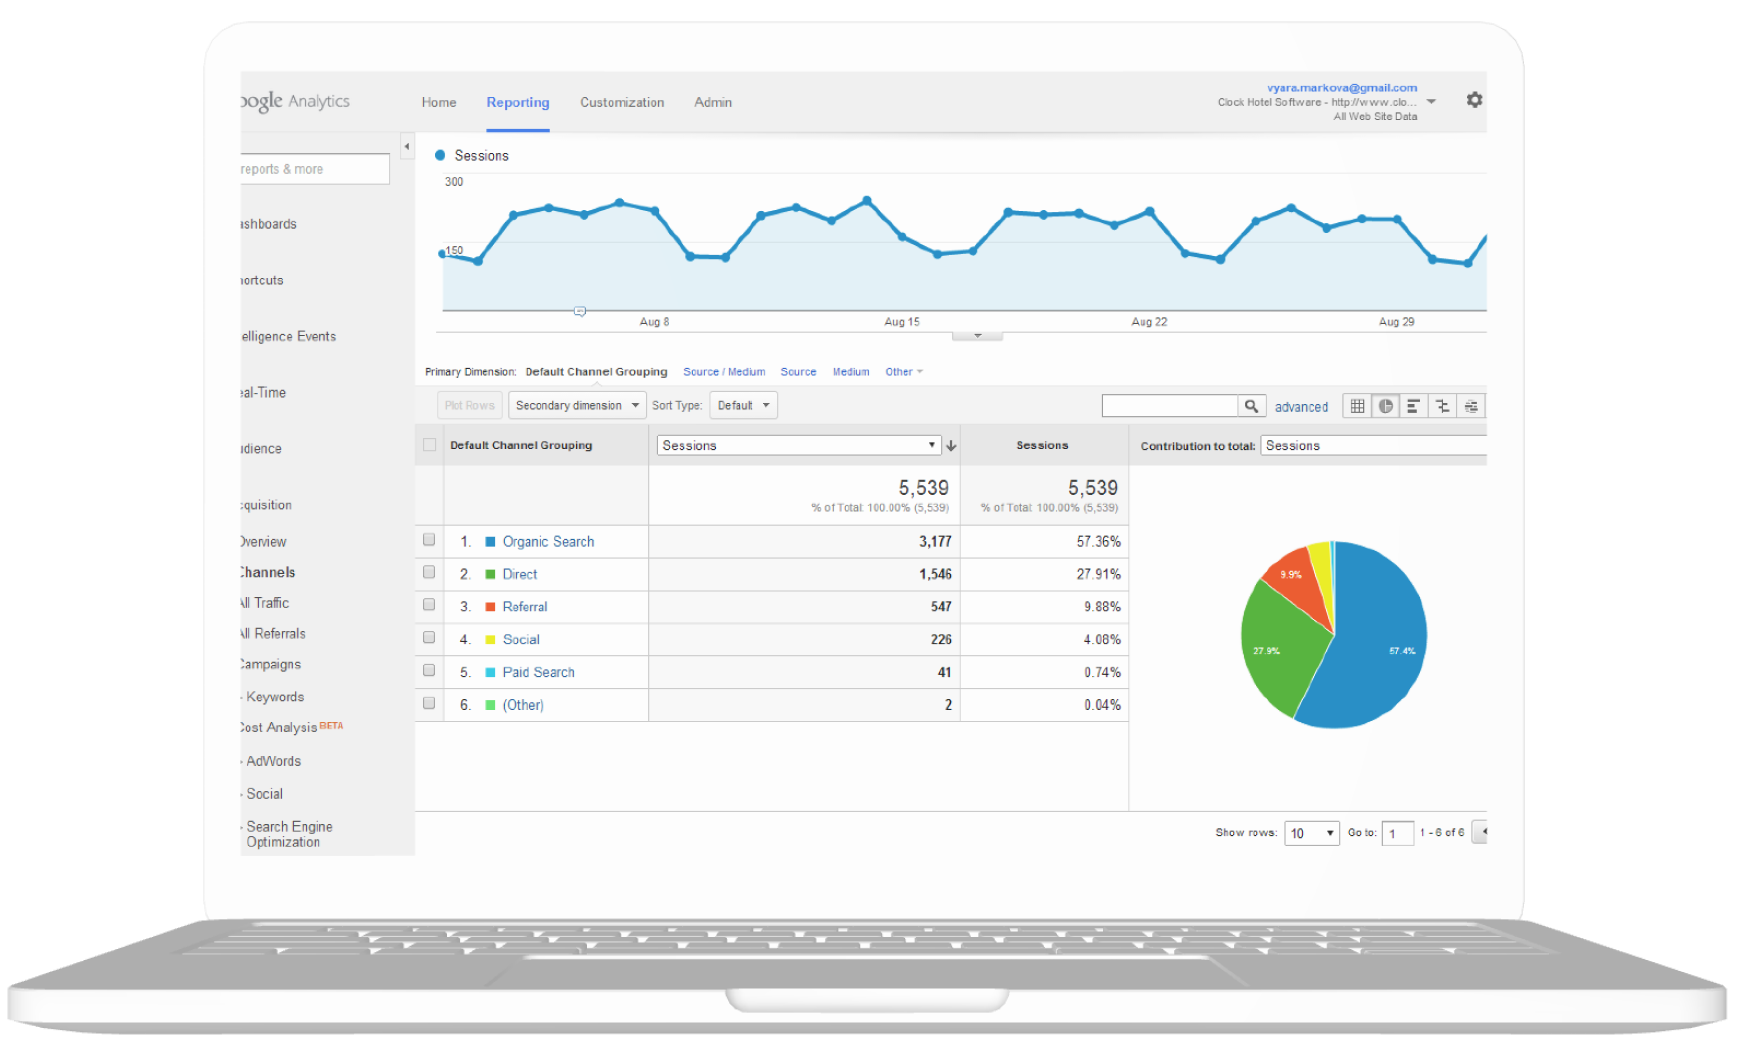 oogle Analytics
Home Reporting Customization Admin
vyara.markova@gmail.com
Clock Hotel Software - http://www.clo...
All Web Site Data
reports & more
ashboards
hortcuts
telligence Events
eal-Time
udience
cquisition
Overview
Channels
All Traffic
All Referrals
Campaigns
Keywords
Cost Analysis BETA
AdWords
Social
Search Engine
Optimization
Sessions
300
150
Aug 8 Aug 15 Aug 22 Aug 29
Primary Dimension: Default Channel Grouping Source / Medium Source Medium Other
Plot Rows Secondary dimension Sort Type: Default advanced
Default Channel Grouping Sessions Sessions Contribution to total: Sessions
5,539 5,539
% of Total: 100.00% (5,539) % of Total: 100.00% (5,539)
1. Organic Search 3,177 57.36%
2. Direct 1,546 27.91%
3. Referral 547 9.88%
4. Social 226 4.08%
5. Paid Search 41 0.74%
6. (Other) 2 0.04%
9.9%
27.9%
57.4%
Show rows: 10 Go to: 1 1 - 6 of 6